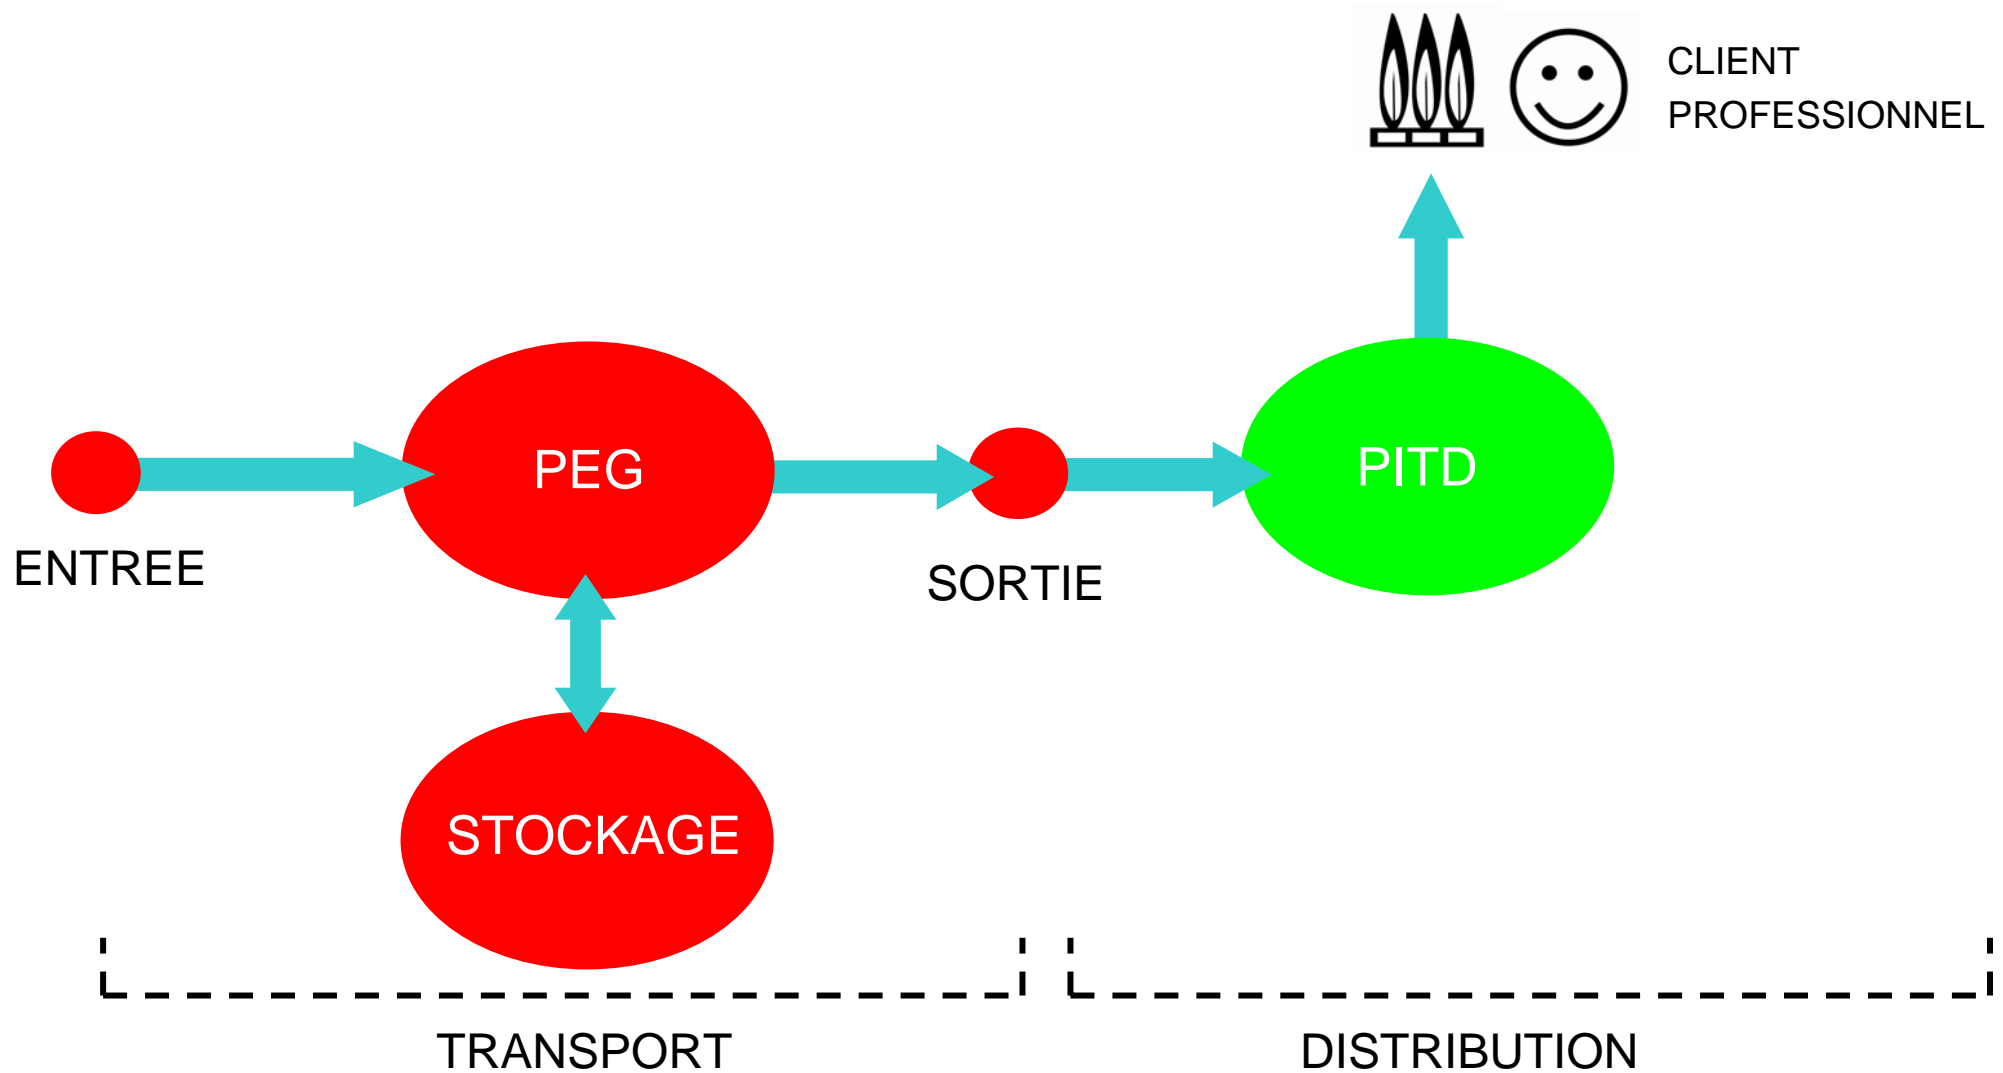 CLIENT
PROFESSIONNEL
PEG
PITD
ENTREE
SORTIE
STOCKAGE
TRANSPORT
DISTRIBUTION